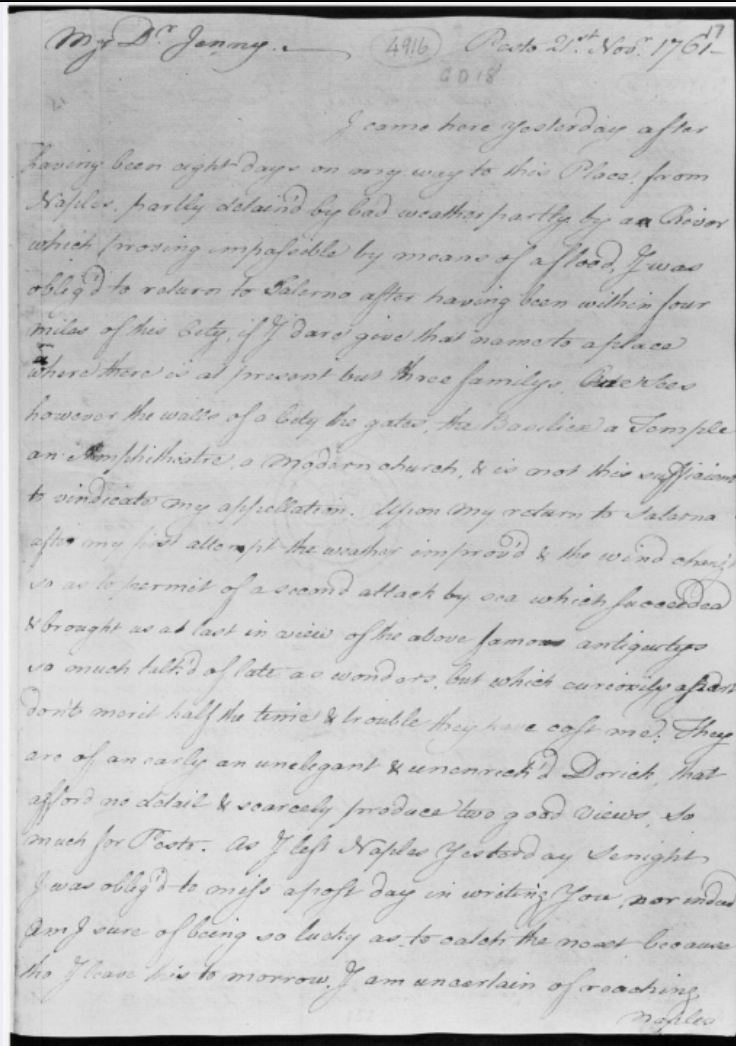 17
My Dr. Jenny. 4916 Pesto 21st. Novr. 1761
GD18
I came here yesterday after
having been eight days on my way to this Place from
Naples, partly detain'd by bad weather partly by a River
which proving impassible by means of a flood, I was
oblig'd to return to Salerno after having been within four
miles of this City, if I dare give that name to a place
where there is at present but three familys. One sees
however the walls of a City the gates, the Basilica a Temple
an Amphitheatre, a modern church, & is not this sufficient
to vindicate my appellation. Upon my return to Salerno
after my first attempt the weather improv'd & the wind chang'd
so as to permit of a second attack by sea which succeeded
& brought us at last in view of the above famous antiquitys
so much talk'd of late as wonders, but which curiosity apart
don't merit half the time & trouble they have cost me. They
are of an early an unelegant & unenrich'd Dorick, that
afford no detail & scarcely produce two good views, so
much for Pesto. As I left Naples Yesterday Senight
I was oblig'd to miss a post day in writing You, nor indeed
am I sure of being so lucky as to catch the next because
tho I leave this to morrow, I am uncertain of reaching
Naples